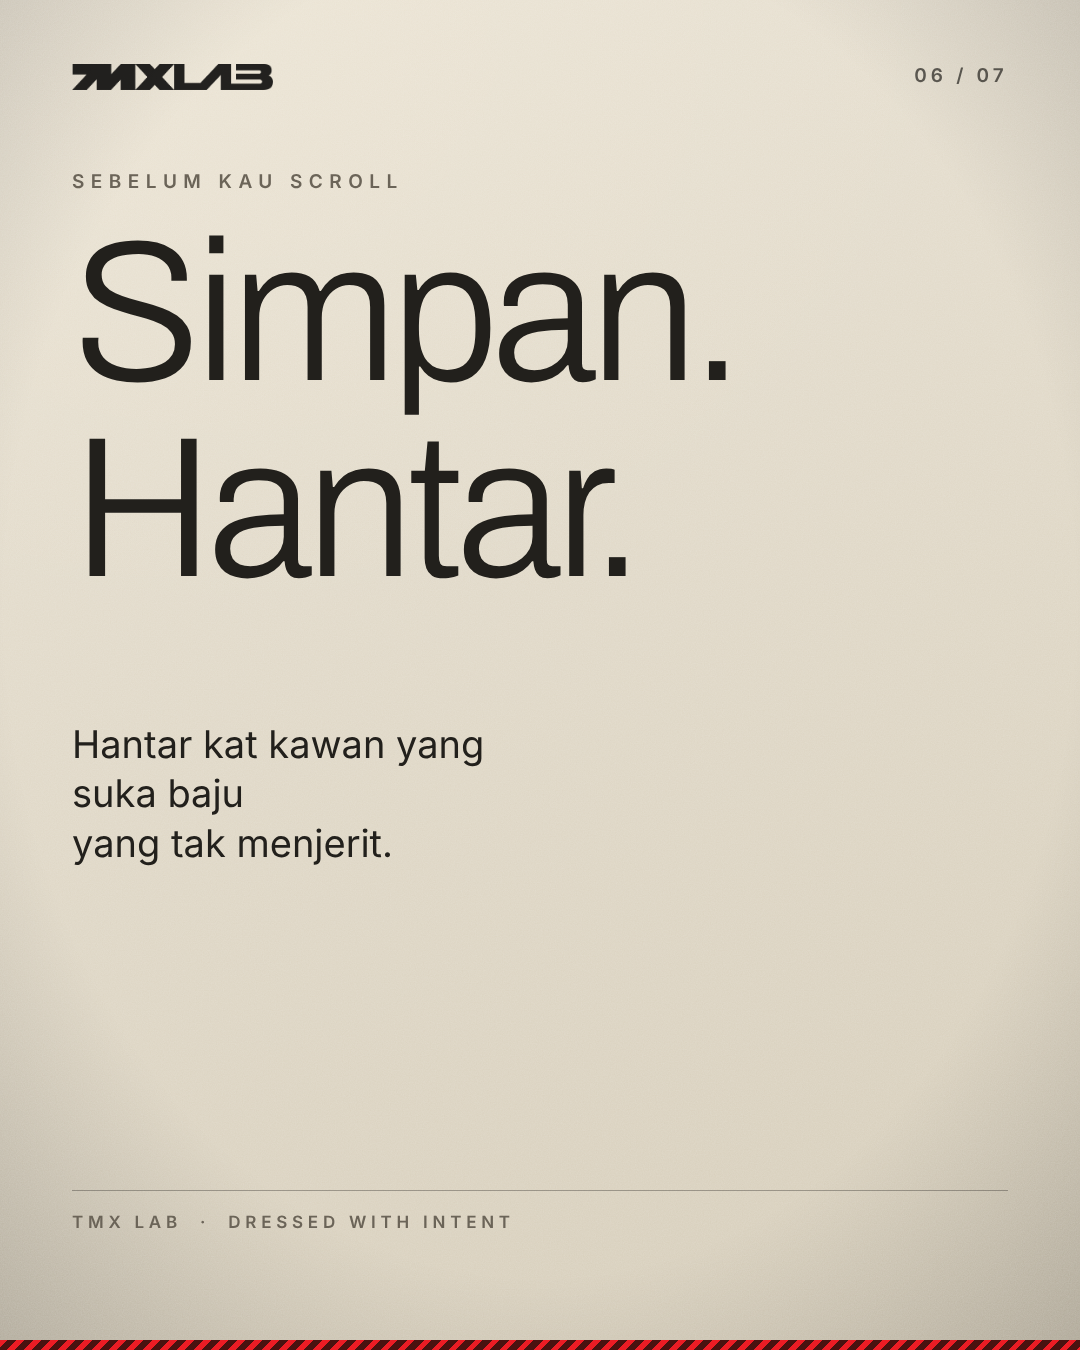 TMXLAB
06 / 07
SEBELUM KAU SCROLL
Simpan.
Hantar.
Hantar kat kawan yang
suka baju
yang tak menjerit.
TMX LAB · DRESSED WITH INTENT